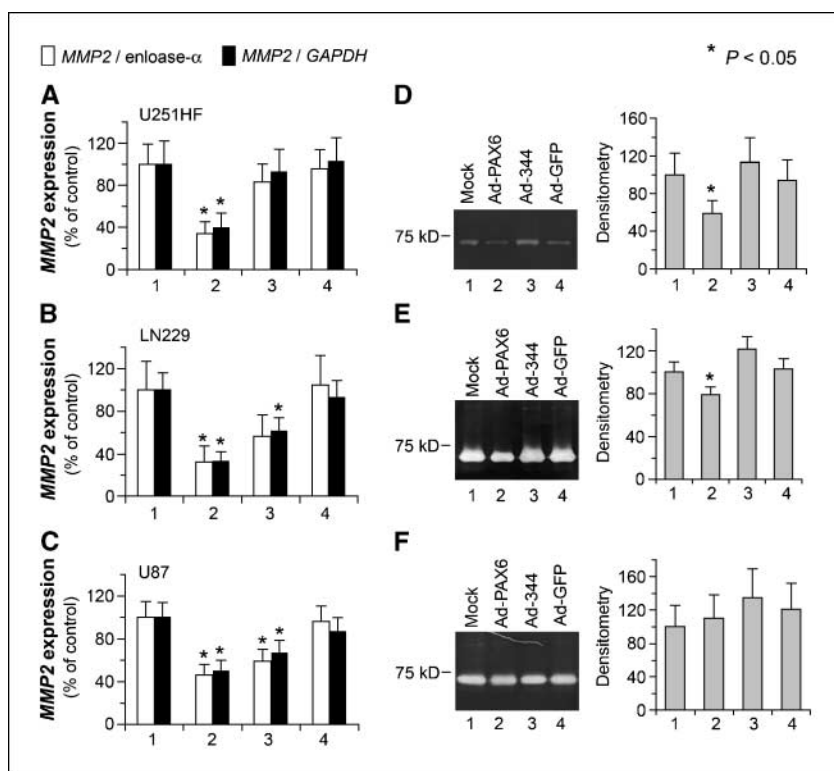 MMP2 / enloase-α MMP2 / GAPDH * P < 0.05
A
U251HF
MMP2 expression
(% of control)
120
80
40
0
* *
1 2 3 4
B
LN229
MMP2 expression
(% of control)
120
80
40
0
* * *
1 2 3 4
C
U87
MMP2 expression
(% of control)
120
80
40
0
* * * *
1 2 3 4
D
Mock Ad-PAX6 Ad-344 Ad-GFP
75 kD
1 2 3 4
Densitometry
160
120
80
40
0
*
1 2 3 4
E
Mock Ad-PAX6 Ad-344 Ad-GFP
75 kD
1 2 3 4
Densitometry
120
80
40
0
*
1 2 3 4
F
Mock Ad-PAX6 Ad-344 Ad-GFP
75 kD
1 2 3 4
Densitometry
160
120
80
40
0
1 2 3 4